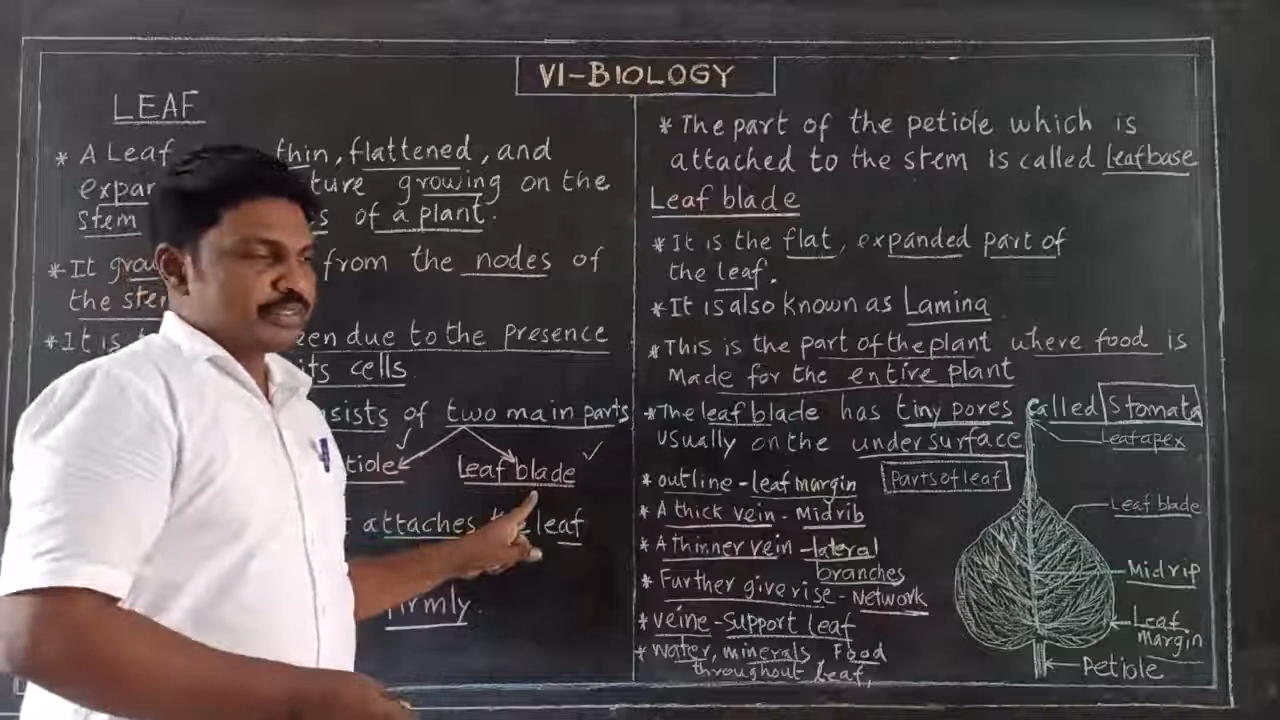 VI-BIOLOGY
LEAF
* A Leaf thin, flattened, and
expan ture growing on the
stem s of a plant.
* It grow from the nodes of
the stem
* It is een due to the presence
its cells.
sists of two main parts
tiole Leaf blade
attaches the leaf
firmly.
* The part of the petiole which is
attached to the stem is called leafbase
Leaf blade
* It is the flat, expanded part of
the leaf.
* It is also known as Lamina
* This is the part of the plant where food is
Made for the entire plant
* The leaf blade has tiny pores called Stomata
usually on the under surface
* outline - leaf margin
* A thick vein - Midrib
* A thinner vein - lateral
branches
* Further give rise - Network
* veine - support leaf
* water, minerals, Food
throughout leaf,
Parts of leaf
Leaf apex
Leaf blade
Midrip
Leaf
margin
Petiole